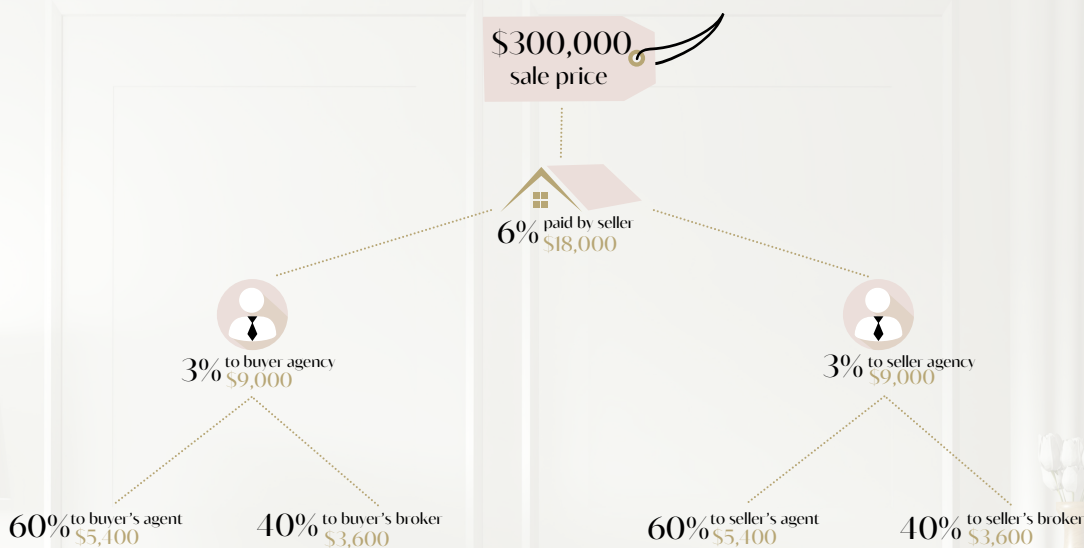 $300,000
sale price
6% paid by seller
$18,000
3% to buyer agency
$9,000
3% to seller agency
$9,000
60% to buyer's agent
$5,400
40% to buyer's broker
$3,600
60% to seller's agent
$5,400
40% to seller's broker
$3,600